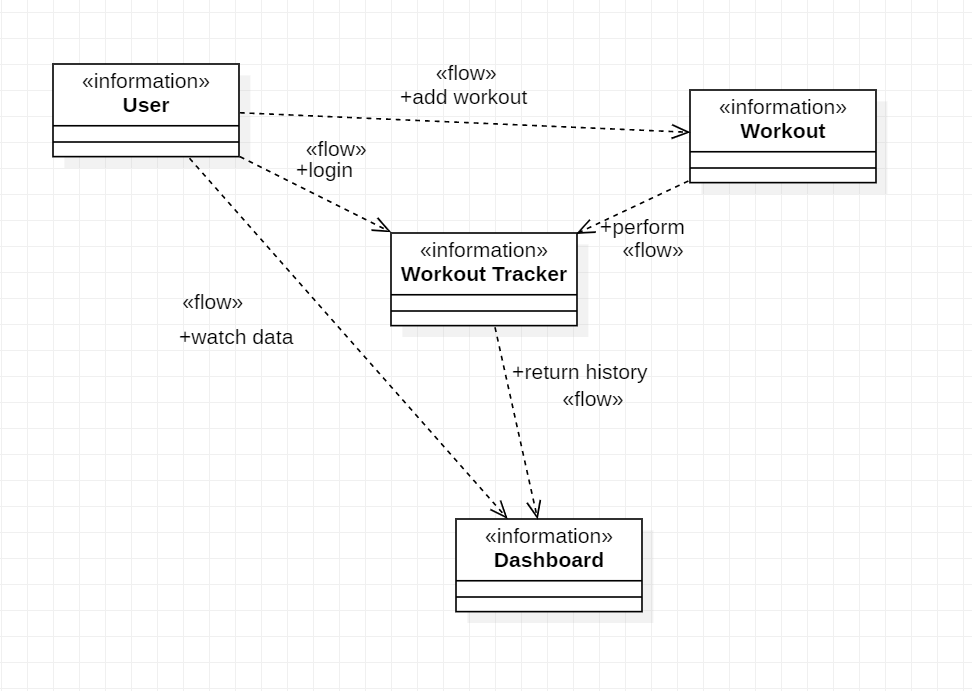 «information»
User
«flow»
+add workout
«information»
Workout
«flow»
+login
+perform
«flow»
«information»
Workout Tracker
«flow»
+watch data
+return history
«flow»
«information»
Dashboard